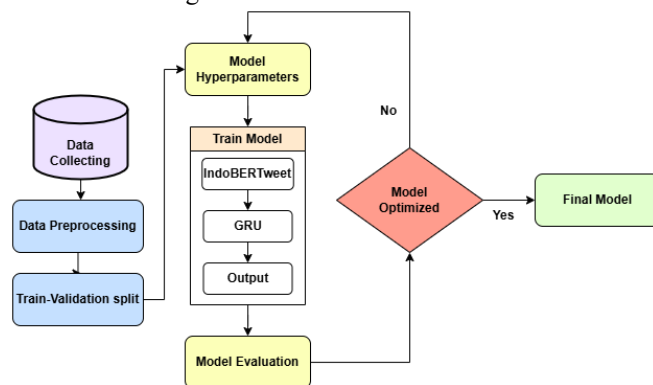 Model
Hyperparameters
No
Data
Collecting
Train Model
IndoBERTweet
Model
Optimized
Final Model
Yes
Data Preprocessing
GRU
Output
Train-Validation split
Model Evaluation